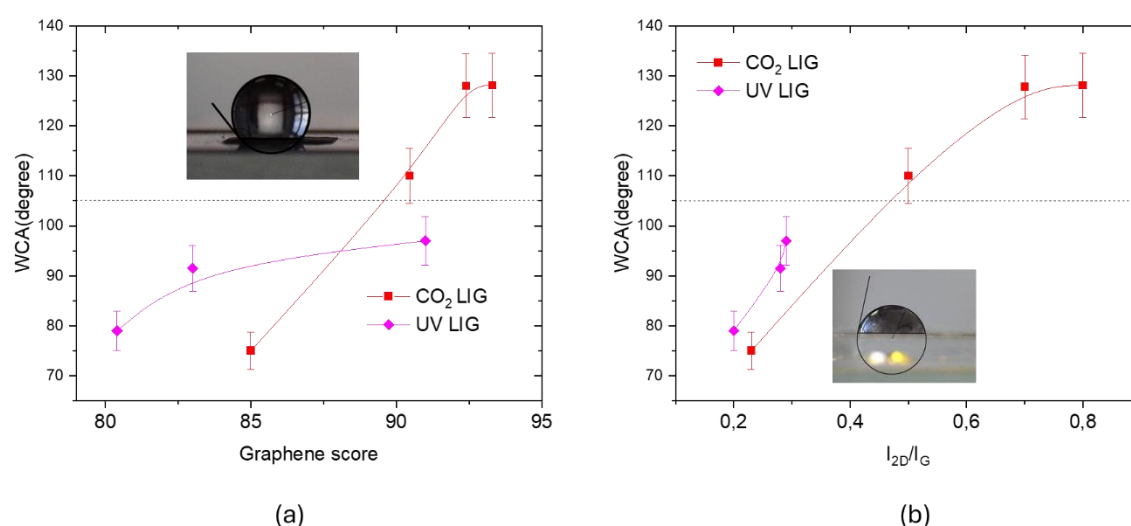 140
130
120
110
100
90
80
70
WCA(degree)
CO₂ LIG
UV LIG
80
85
90
95
Graphene score
(a)
140
130
120
110
100
90
80
70
WCA(degree)
CO₂ LIG
UV LIG
0,2
0,4
0,6
0,8
I₂D/I_G
(b)